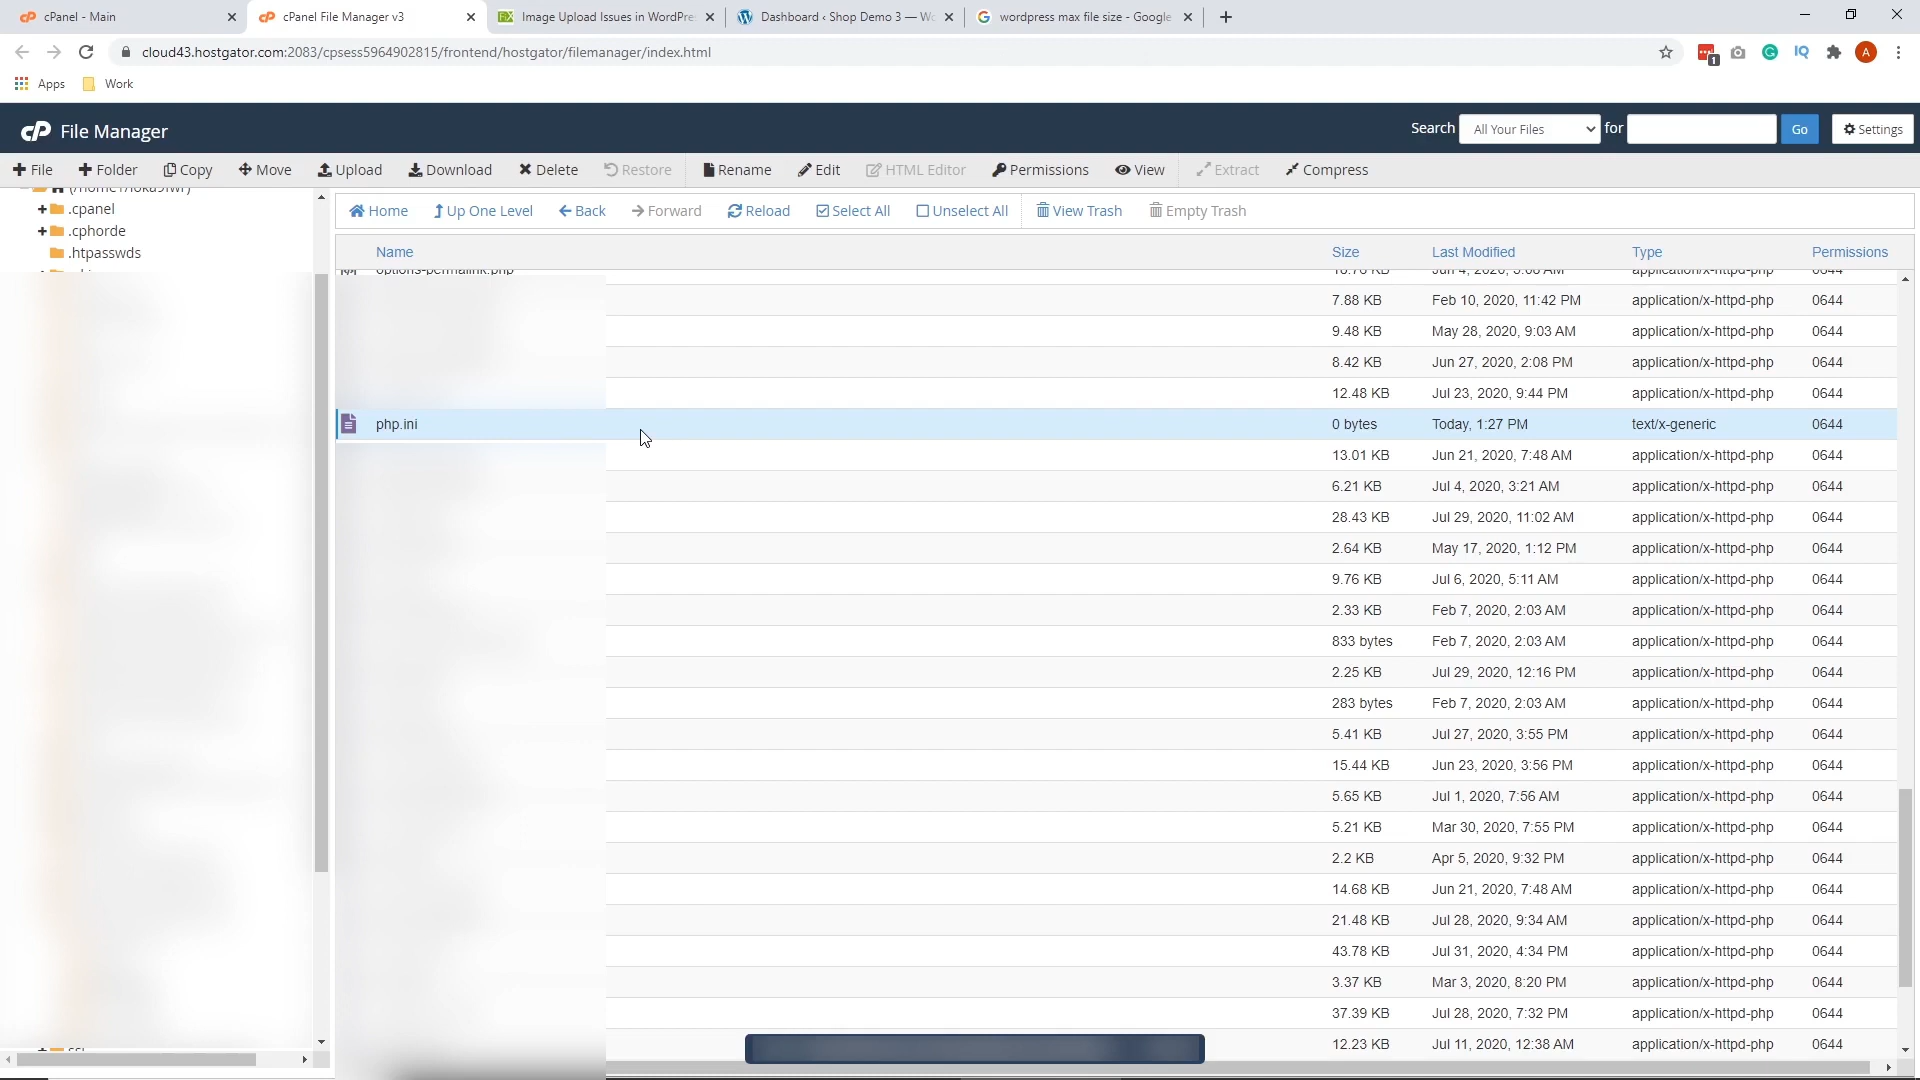 cPanel - Main
cPanel File Manager v3
Image Upload Issues in WordPre
Dashboard ‹ Shop Demo 3 — Wo
wordpress max file size - Google
cloud43.hostgator.com:2083/cpsess5964902815/frontend/hostgator/filemanager/index.html
1
IQ
A
Apps
Work
cP File Manager
Search All Your Files for Go Settings
File Folder Copy Move Upload Download Delete Restore Rename Edit HTML Editor Permissions View Extract Compress
.cpanel
.cphorde
.htpasswds
Home Up One Level Back Forward Reload Select All Unselect All View Trash Empty Trash
Name Size Last Modified Type Permissions
options-permalink.php
7.88 KB Feb 10, 2020, 11:42 PM application/x-httpd-php 0644
9.48 KB May 28, 2020, 9:03 AM application/x-httpd-php 0644
8.42 KB Jun 27, 2020, 2:08 PM application/x-httpd-php 0644
12.48 KB Jul 23, 2020, 9:44 PM application/x-httpd-php 0644
php.ini 0 bytes Today, 1:27 PM text/x-generic 0644
13.01 KB Jun 21, 2020, 7:48 AM application/x-httpd-php 0644
6.21 KB Jul 4, 2020, 3:21 AM application/x-httpd-php 0644
28.43 KB Jul 29, 2020, 11:02 AM application/x-httpd-php 0644
2.64 KB May 17, 2020, 1:12 PM application/x-httpd-php 0644
9.76 KB Jul 6, 2020, 5:11 AM application/x-httpd-php 0644
2.33 KB Feb 7, 2020, 2:03 AM application/x-httpd-php 0644
833 bytes Feb 7, 2020, 2:03 AM application/x-httpd-php 0644
2.25 KB Jul 29, 2020, 12:16 PM application/x-httpd-php 0644
283 bytes Feb 7, 2020, 2:03 AM application/x-httpd-php 0644
5.41 KB Jul 27, 2020, 3:55 PM application/x-httpd-php 0644
15.44 KB Jun 23, 2020, 3:56 PM application/x-httpd-php 0644
5.65 KB Jul 1, 2020, 7:56 AM application/x-httpd-php 0644
5.21 KB Mar 30, 2020, 7:55 PM application/x-httpd-php 0644
2.2 KB Apr 5, 2020, 9:32 PM application/x-httpd-php 0644
14.68 KB Jun 21, 2020, 7:48 AM application/x-httpd-php 0644
21.48 KB Jul 28, 2020, 9:34 AM application/x-httpd-php 0644
43.78 KB Jul 31, 2020, 4:34 PM application/x-httpd-php 0644
3.37 KB Mar 3, 2020, 8:20 PM application/x-httpd-php 0644
37.39 KB Jul 28, 2020, 7:32 PM application/x-httpd-php 0644
12.23 KB Jul 11, 2020, 12:38 AM application/x-httpd-php 0644